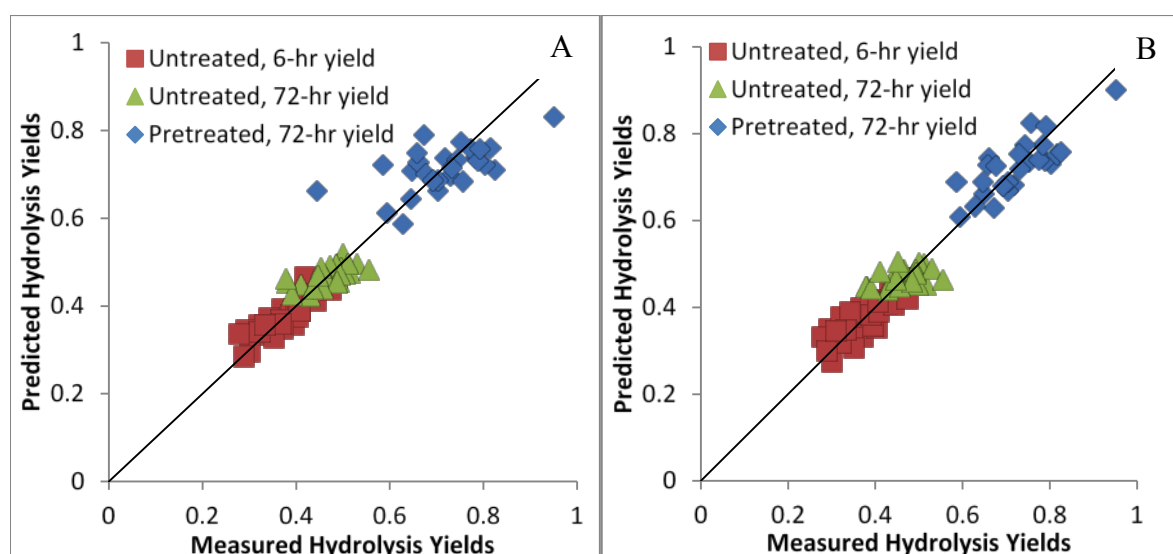 A
Untreated, 6-hr yield
Untreated, 72-hr yield
Pretreated, 72-hr yield
1
0.8
0.6
0.4
0.2
0
0
0.2
0.4
0.6
0.8
1
Predicted Hydrolysis Yields
Measured Hydrolysis Yields
B
Untreated, 6-hr yield
Untreated, 72-hr yield
Pretreated, 72-hr yield
1
0.8
0.6
0.4
0.2
0
0
0.2
0.4
0.6
0.8
1
Predicted Hydrolysis Yields
Measured Hydrolysis Yields